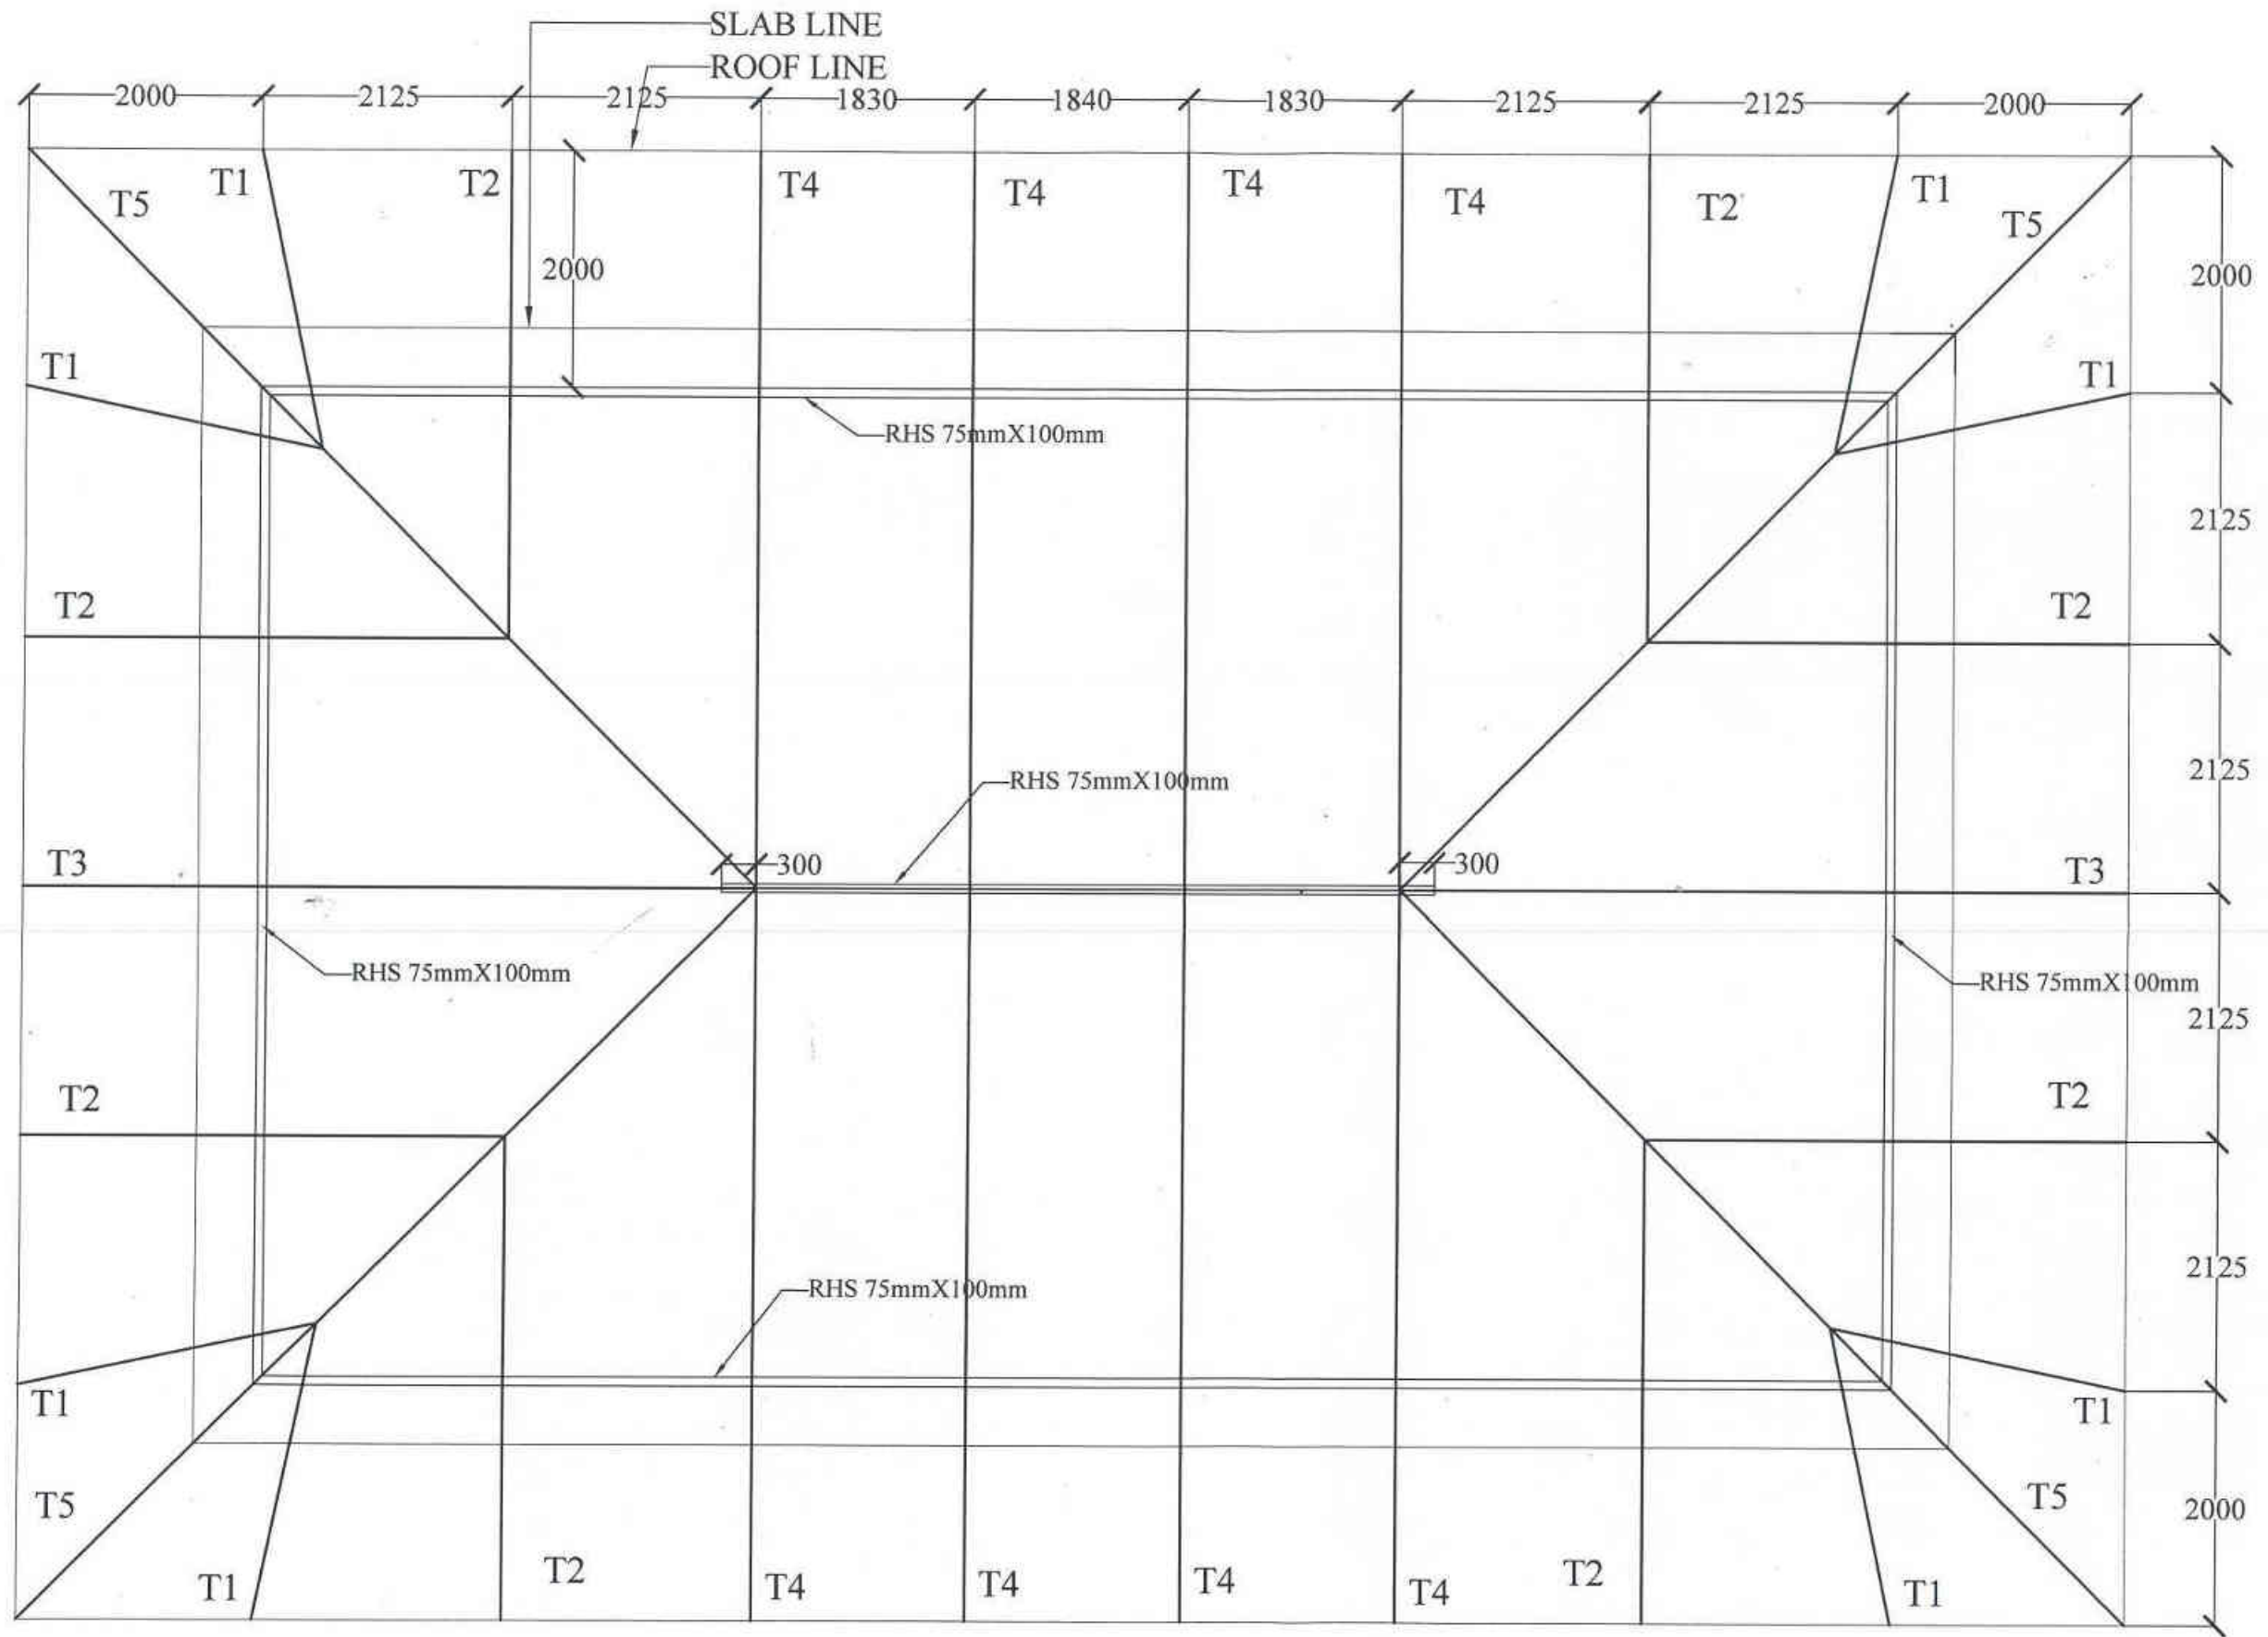 SLAB LINE
ROOF LINE
2000 2125 2125 1830 1840 1830 2125 2125 2000
T5 T1 T2 T4 T4 T4 T4 T2 T1 T5
2000
2000
T1
T1
RHS 75mmX100mm
2125
T2
T2
2125
RHS 75mmX100mm
T3
300
300
T3
RHS 75mmX100mm
RHS 75mmX100mm
2125
T2
T2
2125
RHS 75mmX100mm
T1
T1
T5
T5
2000
T1 T2 T4 T4 T4 T4 T2 T1